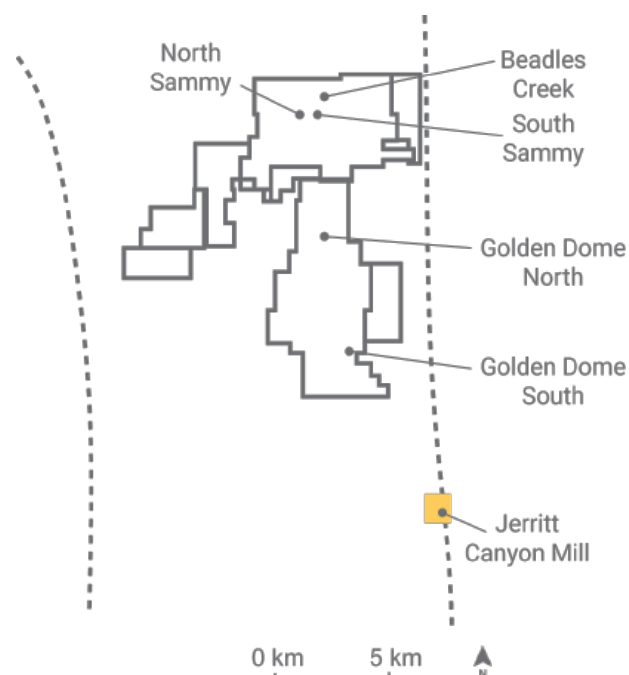 North
Sammy
Beadles
Creek
South
Sammy
Golden Dome
North
Golden Dome
South
Jerritt
Canyon Mill
0 km 5 km
N